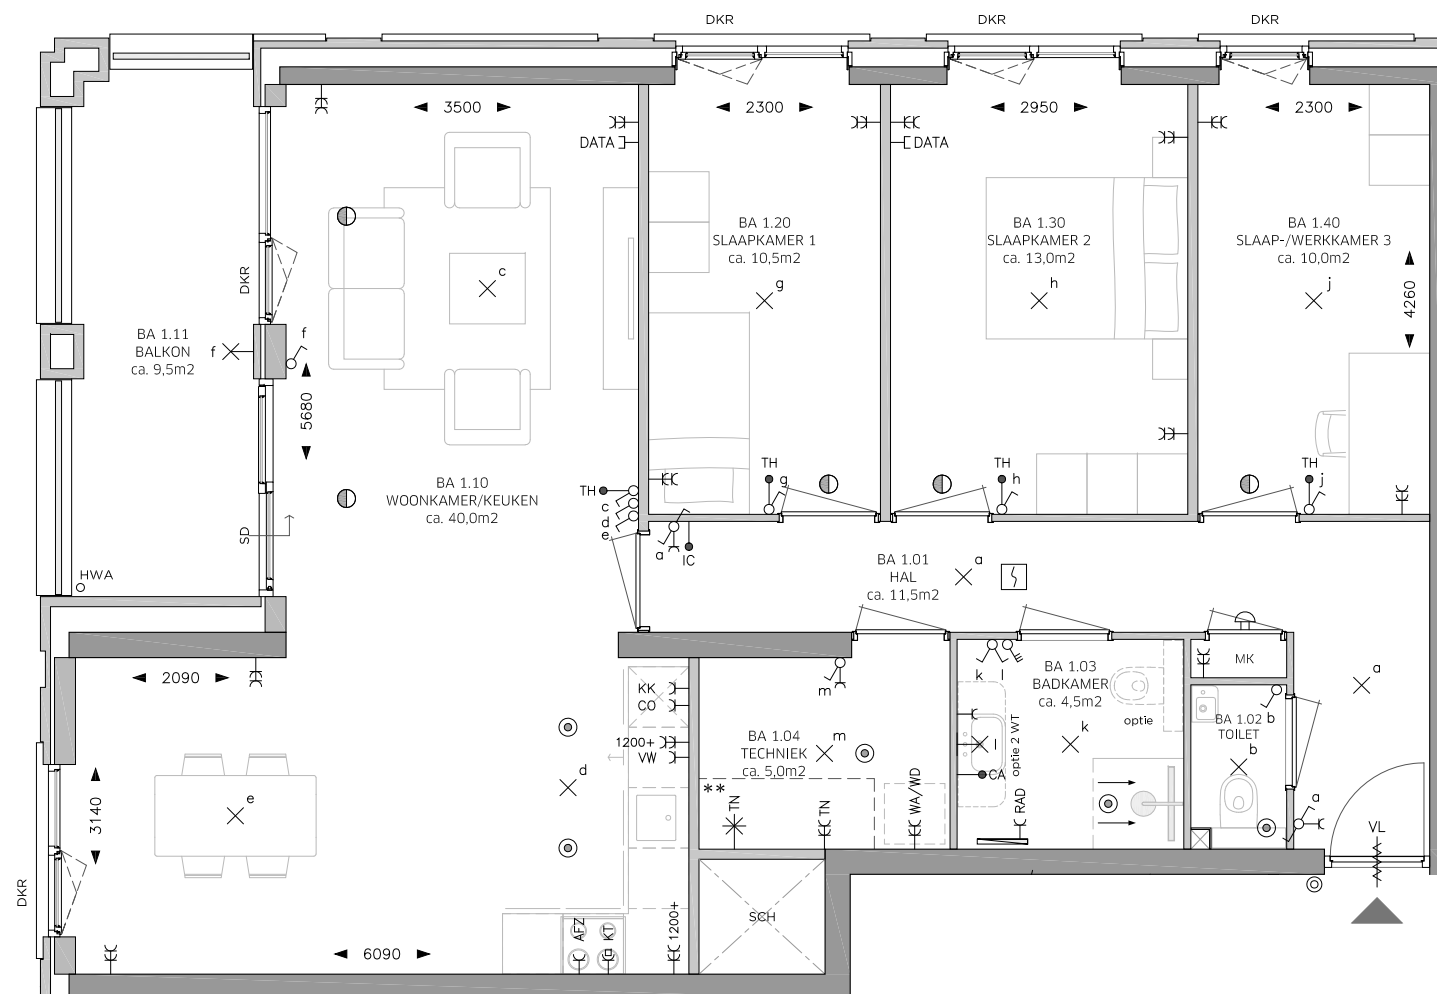 DKR
DKR
DKR
3500
2300
2950
2300
DATA
DATA
BA 1.20
SLAAPKAMER 1
ca. 10,5m2
g
BA 1.30
SLAAPKAMER 2
ca. 13,0m2
h
BA 1.40
SLAAP-/WERKKAMER 3
ca. 10,0m2
j
4260
DKR
c
BA 1.11
BALKON
ca. 9,5m2
f
f
5680
BA 1.10
WOONKAMER/KEUKEN
ca. 40,0m2
TH
c
d
e
TH
g
TH
h
TH
j
SD
HWA
a
IC
BA 1.01
HAL
ca. 11,5m2
a
2090
KK
CO
1200+
VW
m
BA 1.04
TECHNIEK
ca. 5,0m2
m
**
TN
TN
WA/WD
k
l
BA 1.03
BADKAMER
ca. 4,5m2
optie
k
l
optie 2 WT
CA
RAD
MK
BA 1.02
TOILET
b
b
a
a
VL
d
e
3140
DKR
6090
AFZ
KT
1200+
SCH